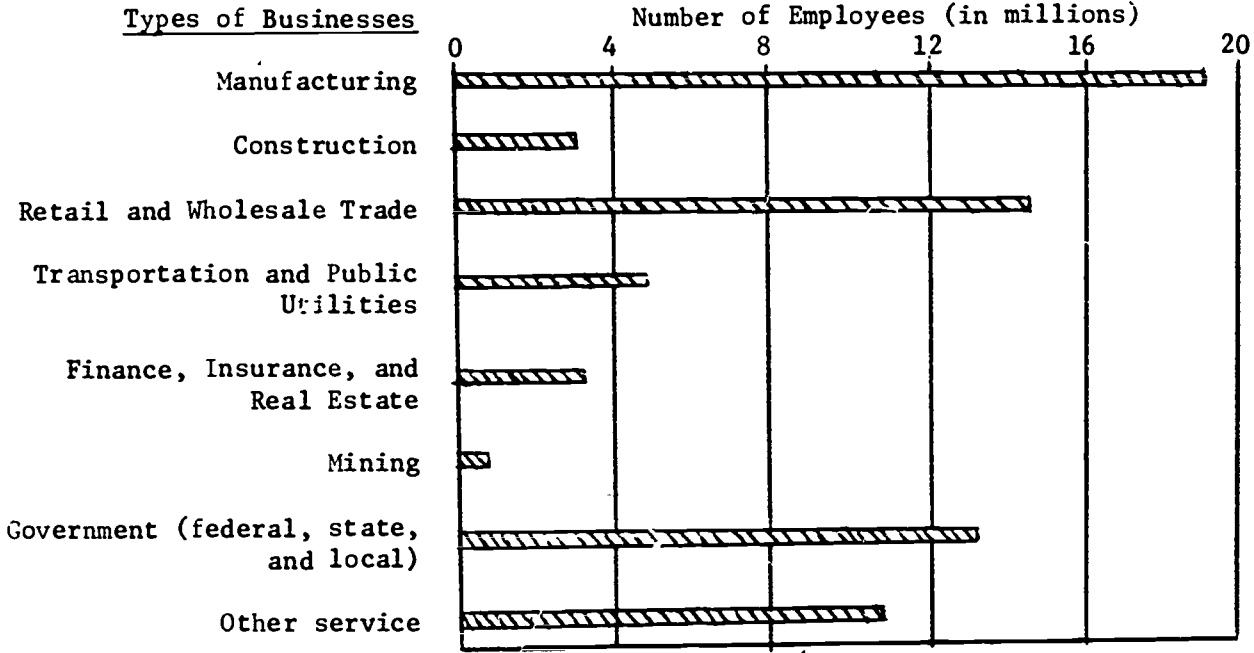 Types of Businesses
Number of Employees (in millions)
0 4 8 12 16 20
Manufacturing
Construction
Retail and Wholesale Trade
Transportation and Public
Utilities
Finance, Insurance, and
Real Estate
Mining
Government (federal, state,
and local)
Other service